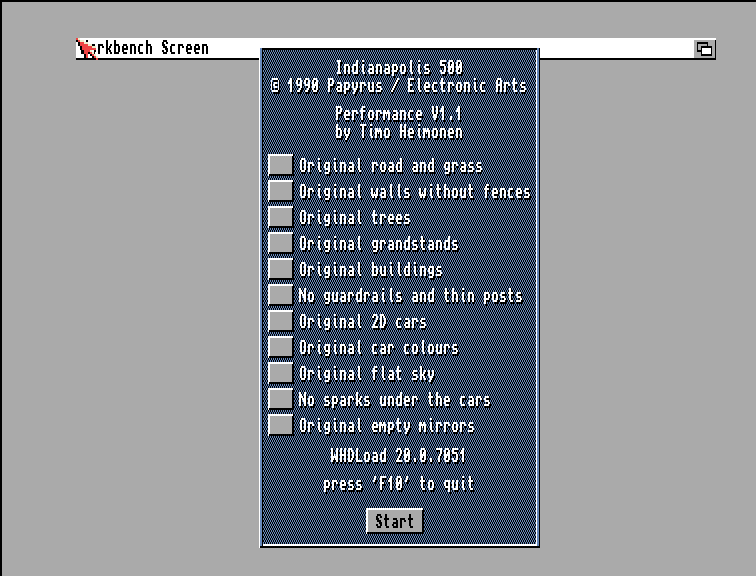 rkbench Screen
Indianapolis 500
© 1990 Papyrus / Electronic Arts
Performance V1.1
by Timo Heimonen
Original road and grass
Original walls without fences
Original trees
Original grandstands
Original buildings
No guardrails and thin posts
Original 2D cars
Original car colours
Original flat sky
No sparks under the cars
Original empty mirrors
WHDLoad 20.0.7051
press 'F10' to quit
Start